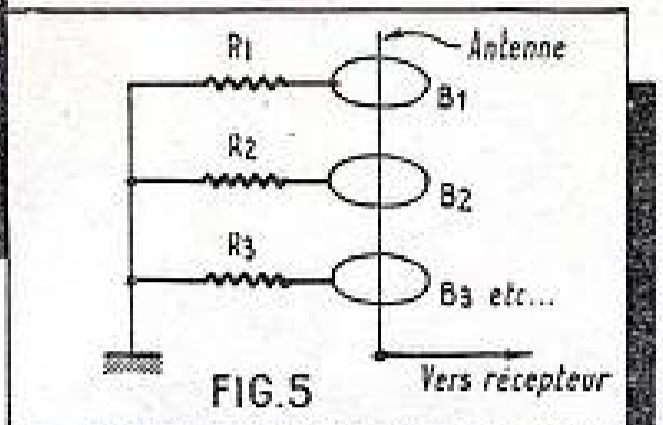 R1
Antenne
B1
R2
B2
R3
B3 etc...
FIG.5
Vers récepteur